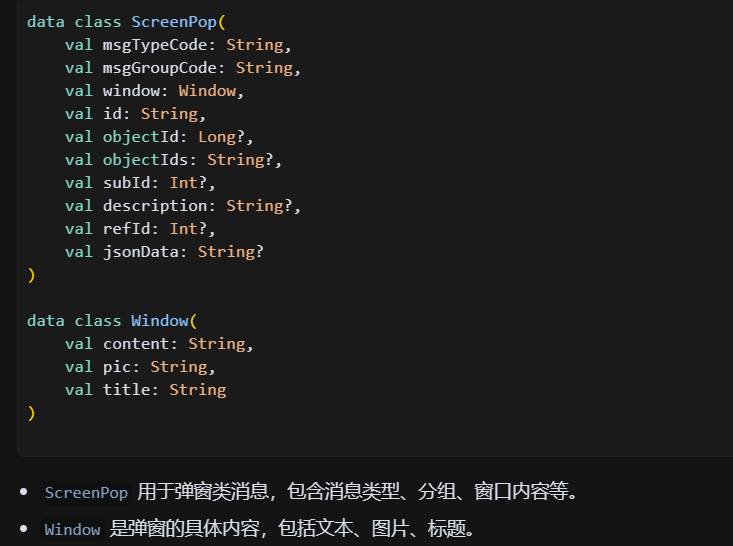 data class ScreenPop(
    val msgTypeCode: String,
    val msgGroupCode: String,
    val window: Window,
    val id: String,
    val objectId: Long?,
    val objectIds: String?,
    val subId: Int?,
    val description: String?,
    val refId: Int?,
    val jsonData: String?
)
data class Window(
    val content: String,
    val pic: String,
    val title: String
)
• ScreenPop 用于弹窗类消息，包含消息类型、分组、窗口内容等。
• Window 是弹窗的具体内容，包括文本、图片、标题。